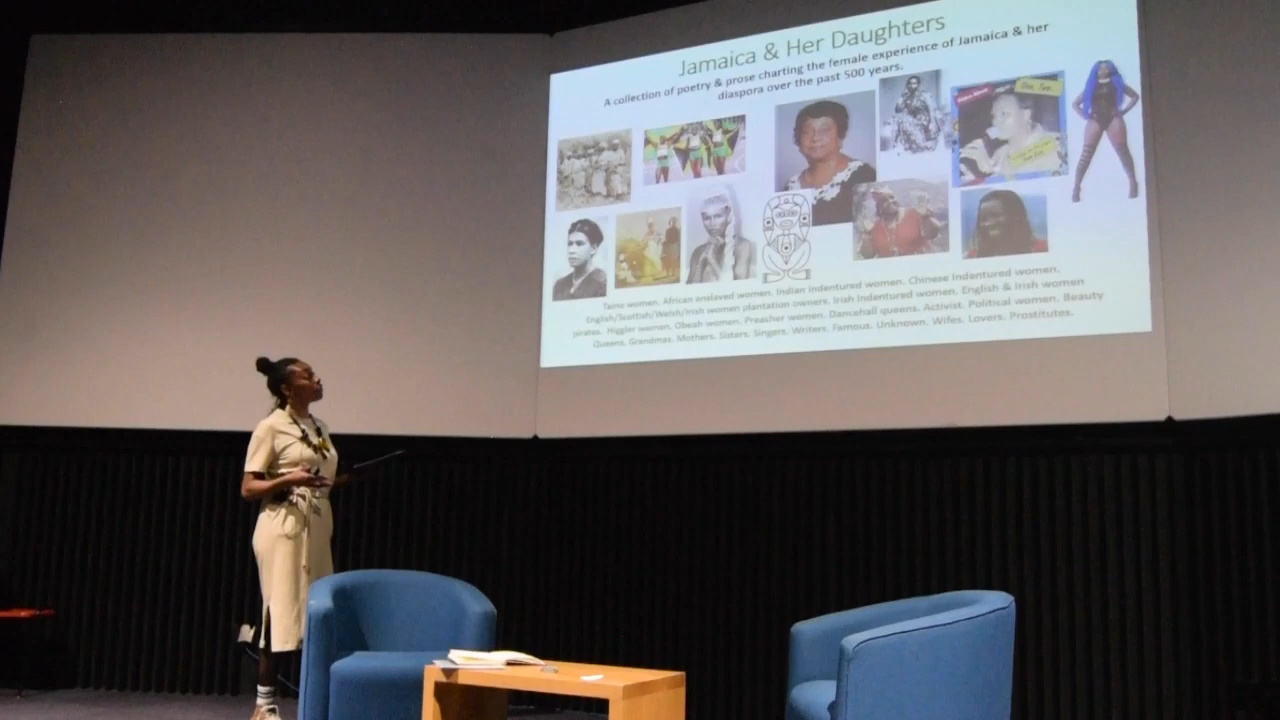 Jamaica & Her Daughters
A collection of poetry & prose charting the female experience of Jamaica & her
diaspora over the past 500 years.
Taino women. African enslaved women. Indian indentured women. Chinese Indentured women.
English/Scottish/Welsh/Irish women plantation owners. Irish Indentured women. English & Irish women
pirates. Higgler women. Obeah women. Preacher women. Dancehall queens. Activist. Political women. Beauty
Queens. Grandmas. Mothers. Sisters. Singers. Writers. Famous. Unknown. Wives. Lovers. Prostitutes.